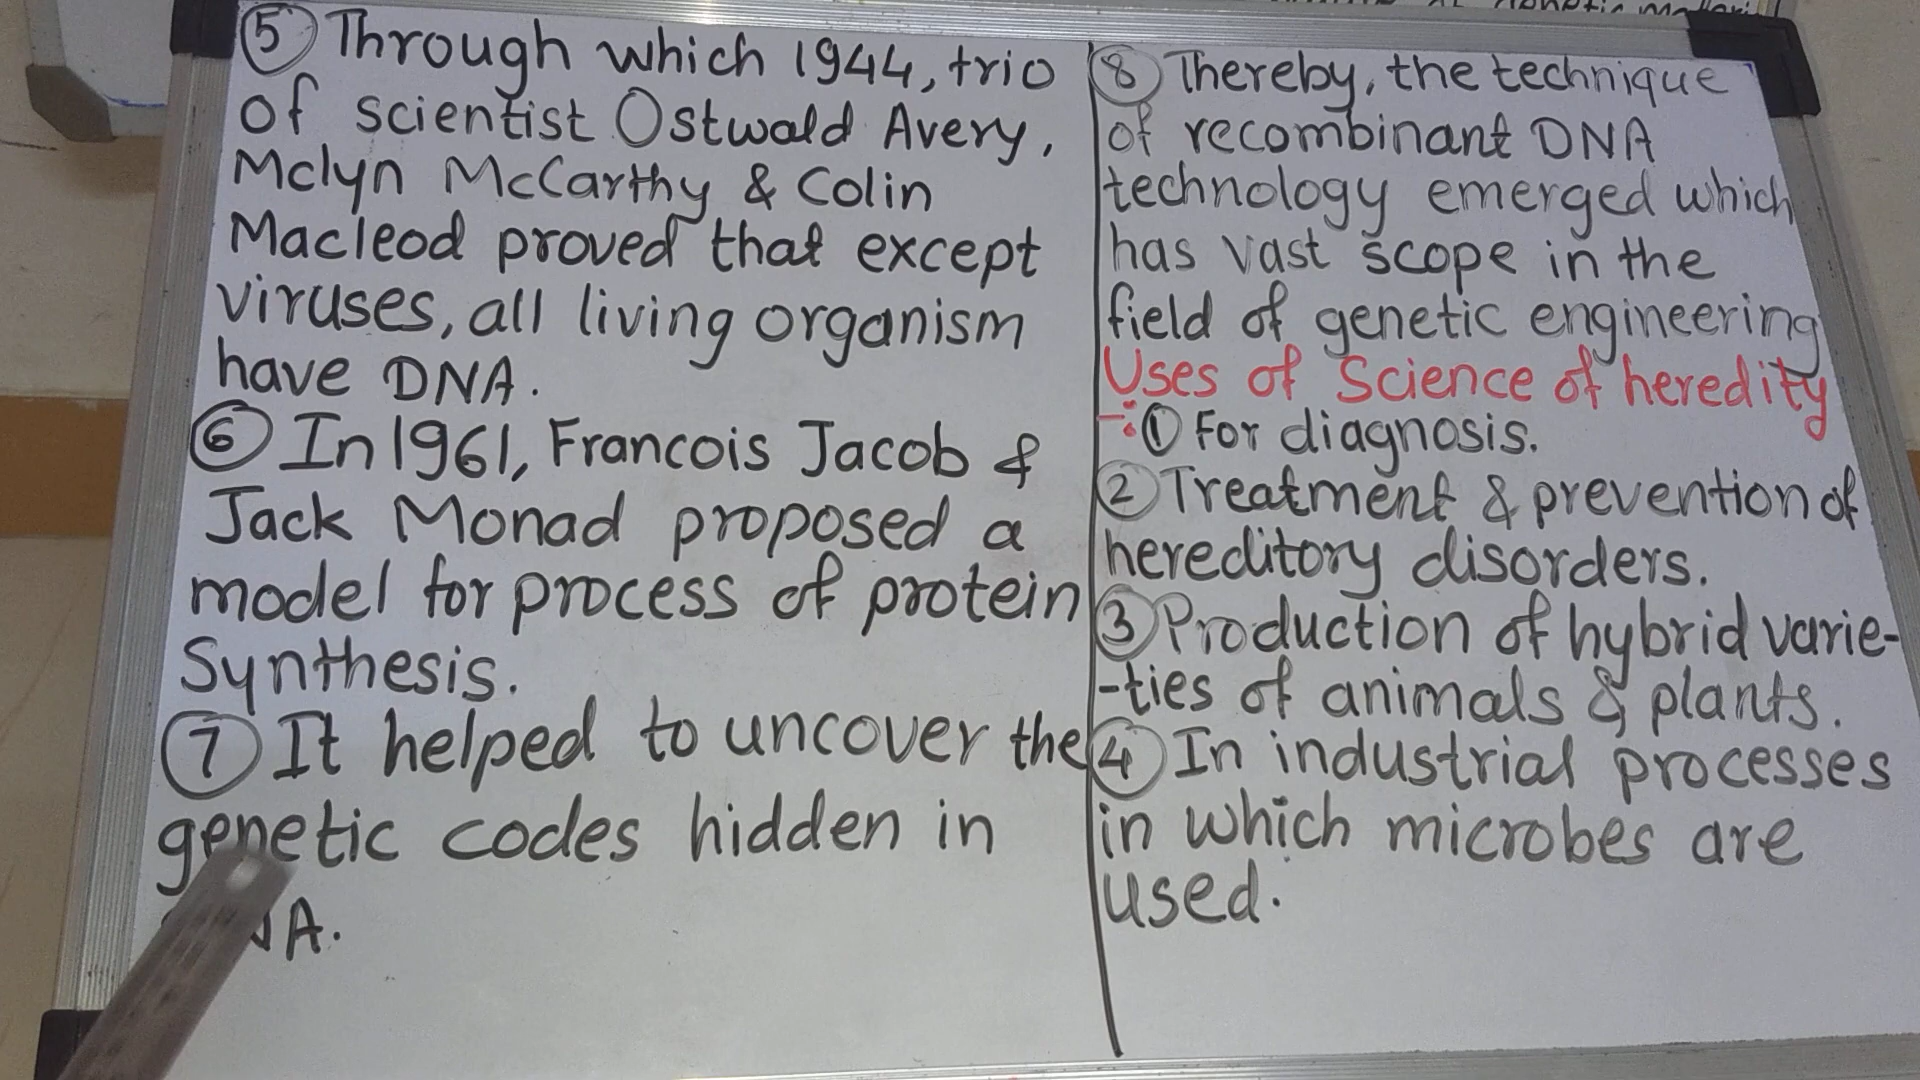 ⑤ Through which 1944, trio
of scientist Ostwald Avery,
Mclyn McCarthy & Colin
Macleod proved that except
viruses, all living organism
have DNA.
⑥ In 1961, Francois Jacob &
Jack Monad proposed a
model for process of protein
Synthesis.
⑦ It helped to uncover the
genetic codes hidden in
NA.
⑧ Thereby, the technique
of recombinant DNA
technology emerged which
has vast scope in the
field of genetic engineering
Uses of Science of heredity
-:① For diagnosis.
② Treatment & prevention of
hereditory disorders.
③ Production of hybrid varie-
-ties of animals & plants.
④ In industrial processes
in which microbes are
used.